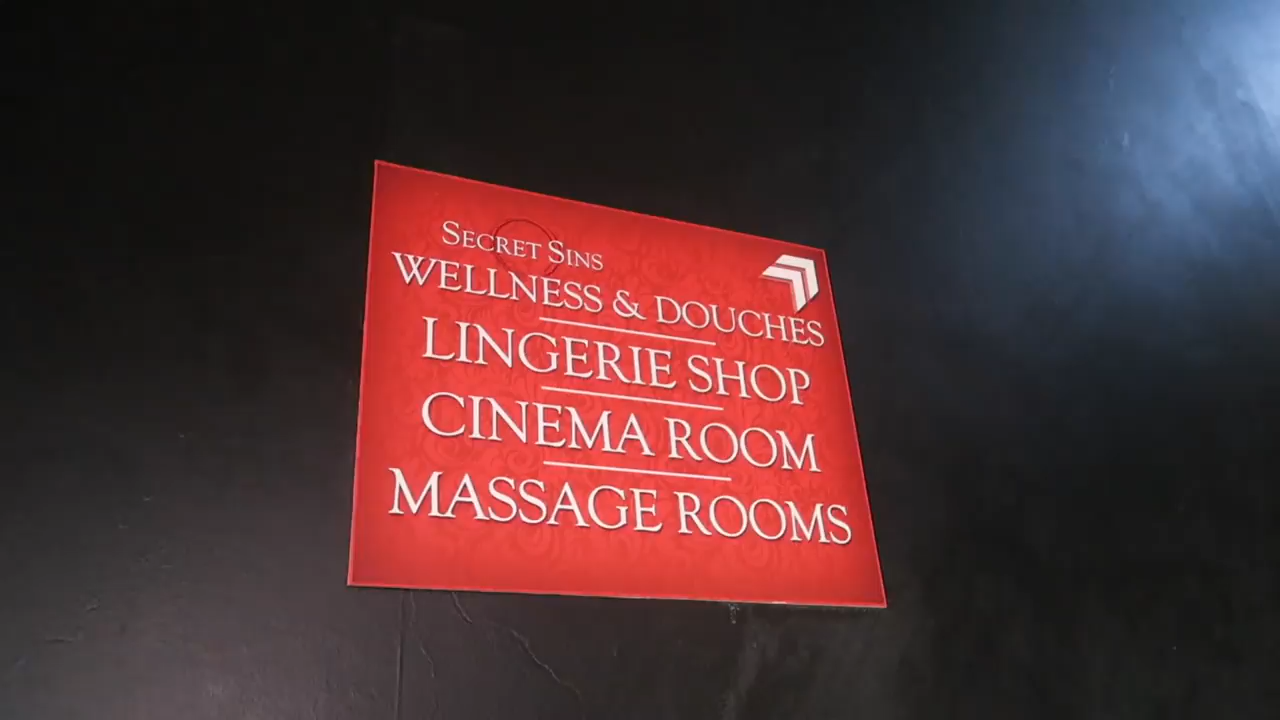 SECRET SINS
WELLNESS & DOUCHES
LINGERIE SHOP
CINEMA ROOM
MASSAGE ROOMS